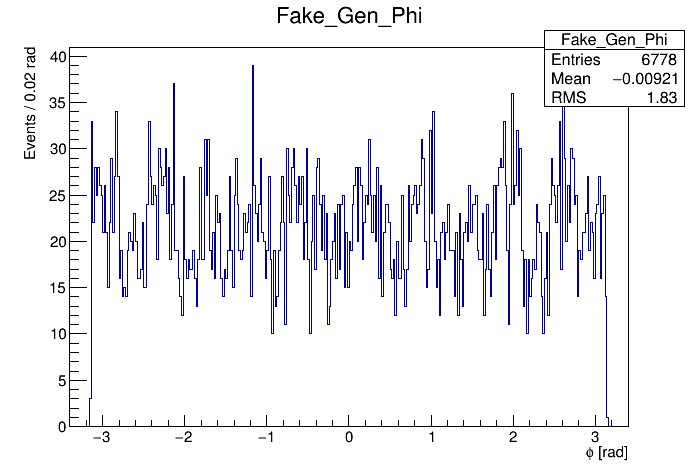 Fake_Gen_Phi
Fake_Gen_Phi
Entries 6778
Mean −0.00921
RMS 1.83
Events / 0.02 rad
40
35
30
25
20
15
10
5
0
−3 −2 −1 0 1 2 3
ϕ [rad]